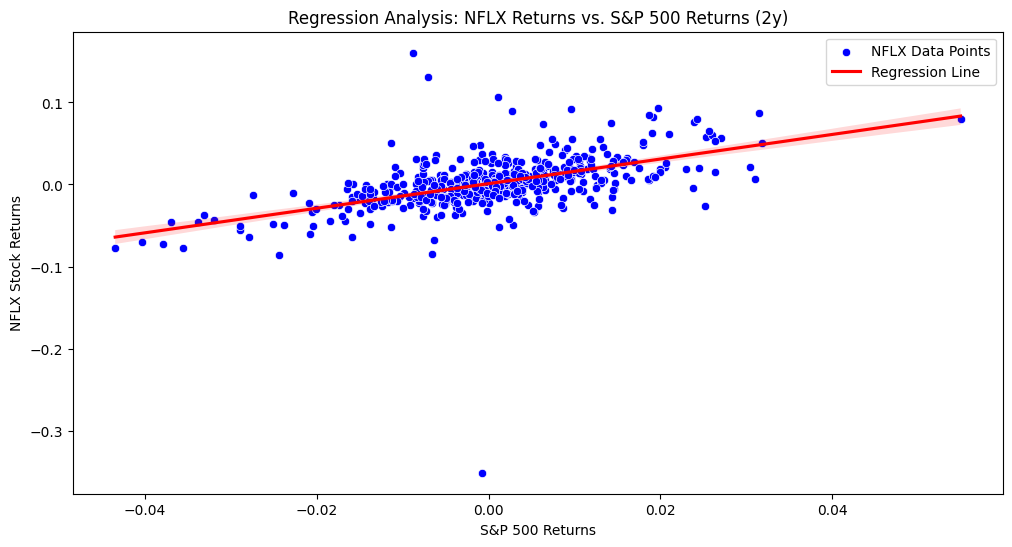 Regression Analysis: NFLX Returns vs. S&P 500 Returns (2y)
NFLX Data Points
Regression Line
NFLX Stock Returns
0.1
0.0
−0.1
−0.2
−0.3
−0.04
−0.02
0.00
0.02
0.04
S&P 500 Returns